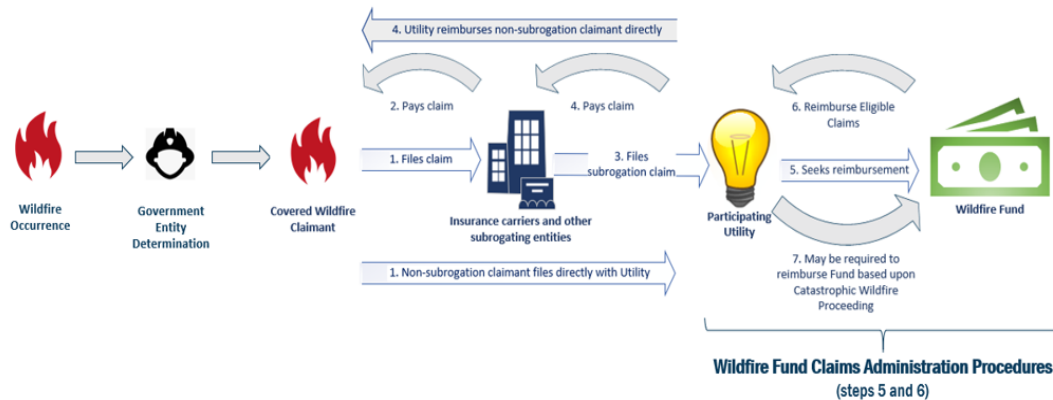 4. Utility reimburses non-subrogation claimant directly
2. Pays claim
4. Pays claim
6. Reimburse Eligible
Claims
1. Files claim
3. Files
subrogation claim
5. Seeks reimbursement
Wildfire
Occurrence
Government
Entity
Determination
Covered Wildfire
Claimant
Insurance carriers and other
subrogating entities
Participating
Utility
Wildfire Fund
1. Non-subrogation claimant files directly with Utility
7. May be required to
reimburse Fund based upon
Catastrophic Wildfire
Proceeding
Wildfire Fund Claims Administration Procedures
(steps 5 and 6)